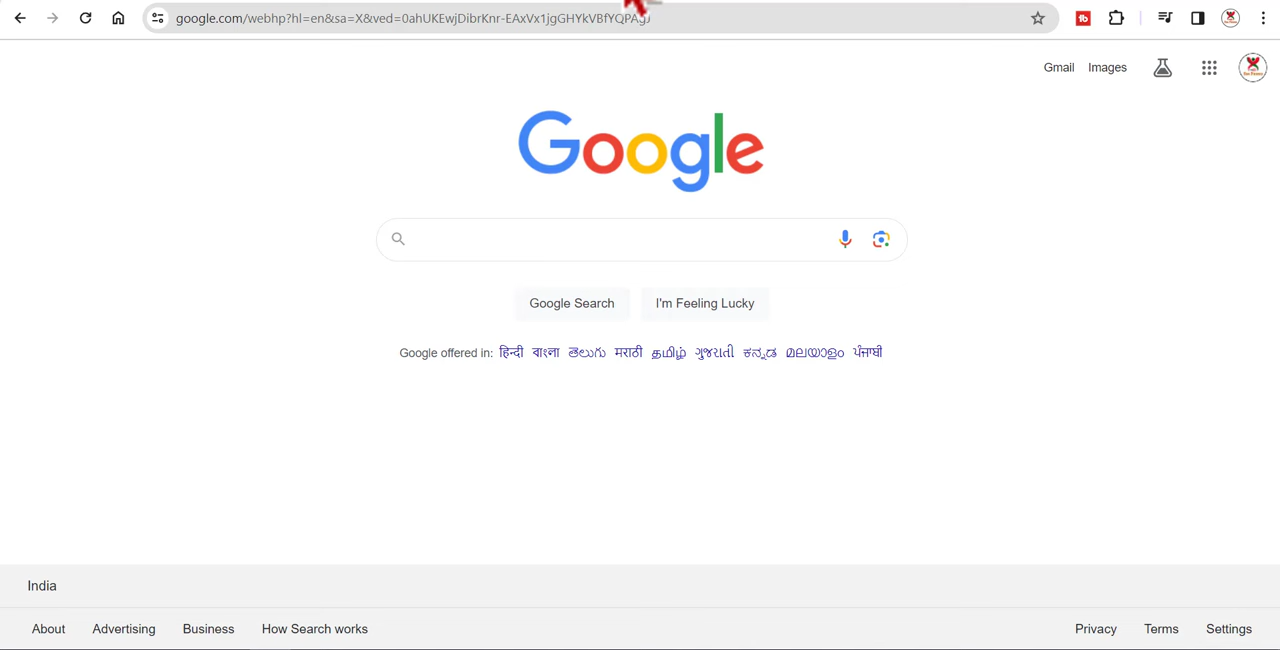 google.com/webhp?hl=en&sa=X&ved=0ahUKEwjDibrKnr-EAxVx1jgGHYkVBfYQPAgJ
Gmail Images
Google
Google Search I'm Feeling Lucky
Google offered in: हिन्दी বাংলা తెలుగు मराठी தமிழ் ગુજરાતી ಕನ್ನಡ മലയാളം ਪੰਜਾਬੀ
India
About Advertising Business How Search works Privacy Terms Settings